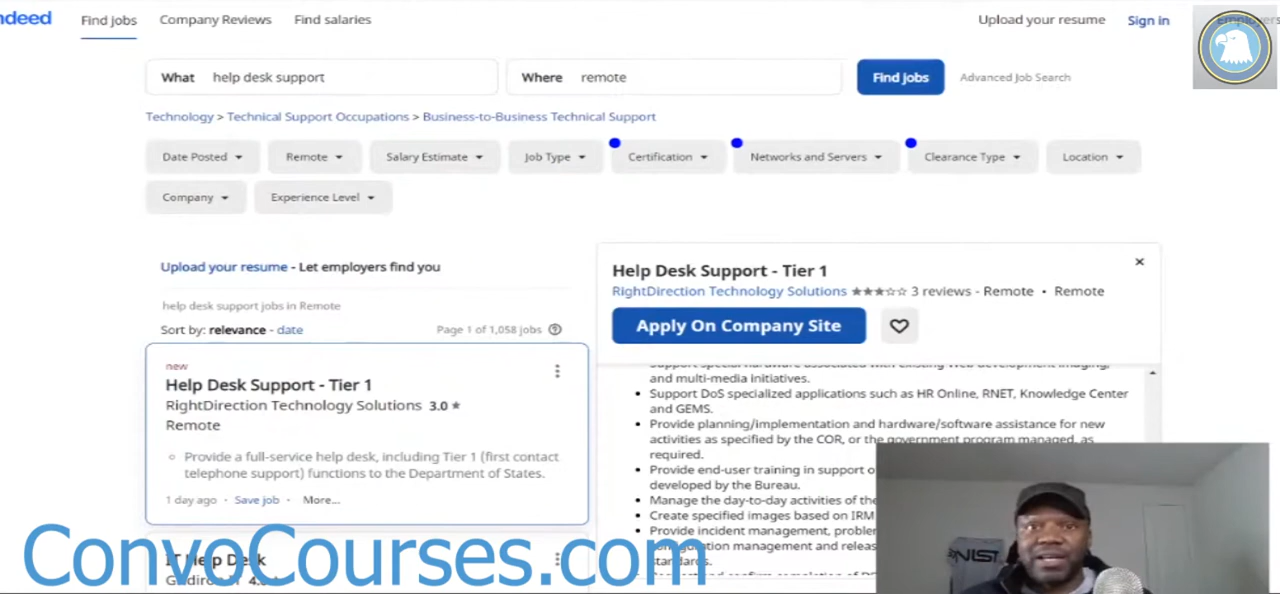 ndeed Find jobs Company Reviews Find salaries Upload your resume Sign in Employers
What help desk support Where remote Find jobs Advanced Job Search
Technology > Technical Support Occupations > Business-to-Business Technical Support
Date Posted Remote Salary Estimate Job Type Certification Networks and Servers Clearance Type Location
Company Experience Level
Upload your resume - Let employers find you
help desk support jobs in Remote
Sort by: relevance - date Page 1 of 1,058 jobs
new
Help Desk Support - Tier 1
RightDirection Technology Solutions 3.0
Remote
Provide a full-service help desk, including Tier 1 (first contact
telephone support) functions to the Department of States.
1 day ago · Save job · More...
IT Help Desk
Help Desk Support - Tier 1
RightDirection Technology Solutions 3 reviews - Remote • Remote
Apply On Company Site
Support special hardware associated with existing Web development imaging,
and multi-media initiatives.
Support DoS specialized applications such as HR Online, RNET, Knowledge Center
and GEMS.
Provide planning/implementation and hardware/software assistance for new
activities as specified by the COR, or the government program managed, as
required.
Provide end-user training in support o
developed by the Bureau.
Manage the day-to-day activities of the
Create specified images based on IRM
Provide incident management, problem
management and releas
standards.
NIST
ConvoCourses.com